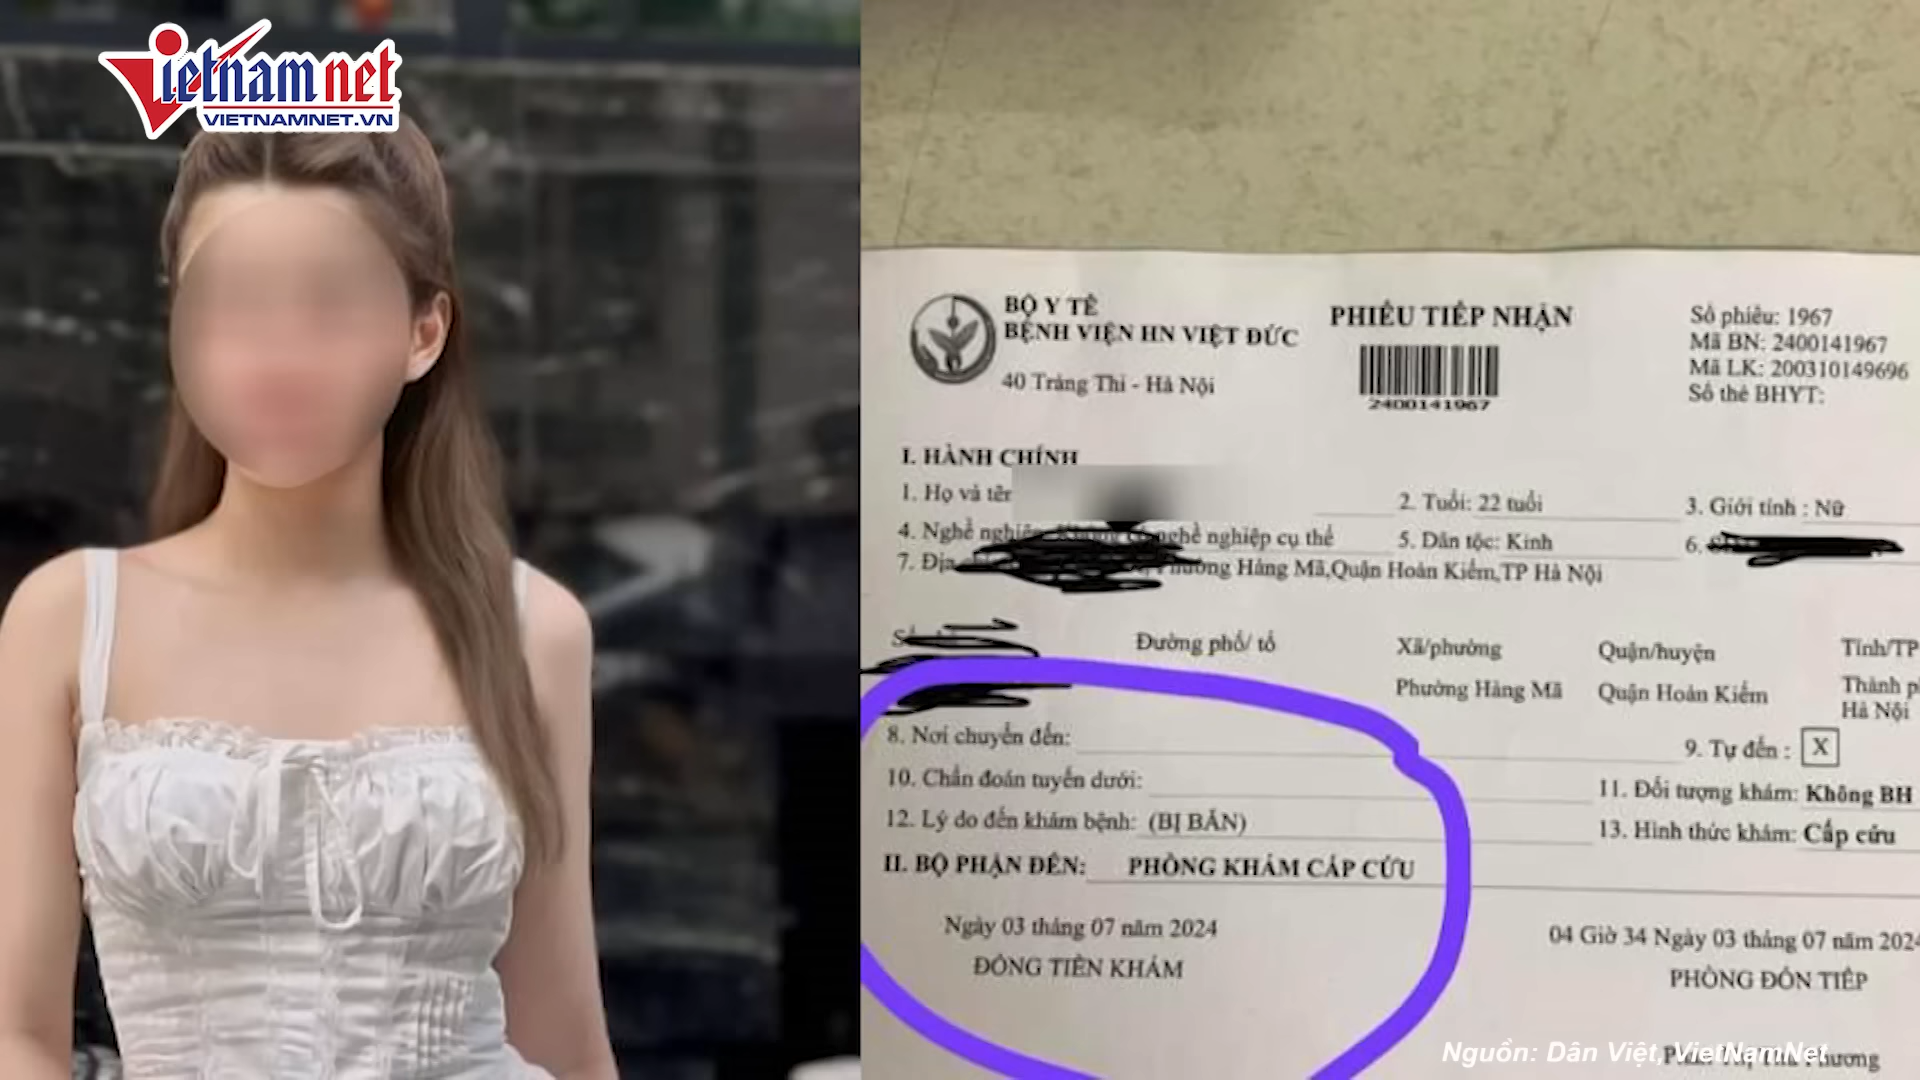 vietnamnet
VIETNAMNET.VN
BỘ Y TẾ
BỆNH VIỆN HN VIỆT ĐỨC
40 Tràng Thi - Hà Nội
PHIẾU TIẾP NHẬN
2400141967
Số phiếu: 1967
Mã BN: 2400141967
Mã LK: 200310149696
Số thẻ BHYT:
I. HÀNH CHÍNH
1. Họ và tên
2. Tuổi: 22 tuổi
3. Giới tính : Nữ
4. Nghề nghiệp nghề nghiệp cụ thể
5. Dân tộc: Kinh
6.
7. Địa Phường Hàng Mã,Quận Hoàn Kiếm,TP Hà Nội
Đường phố/ tổ
Xã/phường
Quận/huyện
Tỉnh/TP
Phường Hàng Mã
Quận Hoàn Kiếm
Thành
Hà Nội
8. Nơi chuyển đến:
9. Tự đến : X
10. Chẩn đoán tuyến dưới:
11. Đối tượng khám: Không BH
12. Lý do đến khám bệnh: (BỊ BẮN)
13. Hình thức khám: Cấp cứu
II. BỘ PHẬN ĐẾN: PHÒNG KHÁM CẤP CỨU
Ngày 03 tháng 07 năm 2024
ĐÓNG TIỀN KHÁM
04 Giờ 34 Ngày 03 tháng 07 năm 2024
PHÒNG ĐÓN TIẾP
Nguồn: Dân Việt, VietNamNet